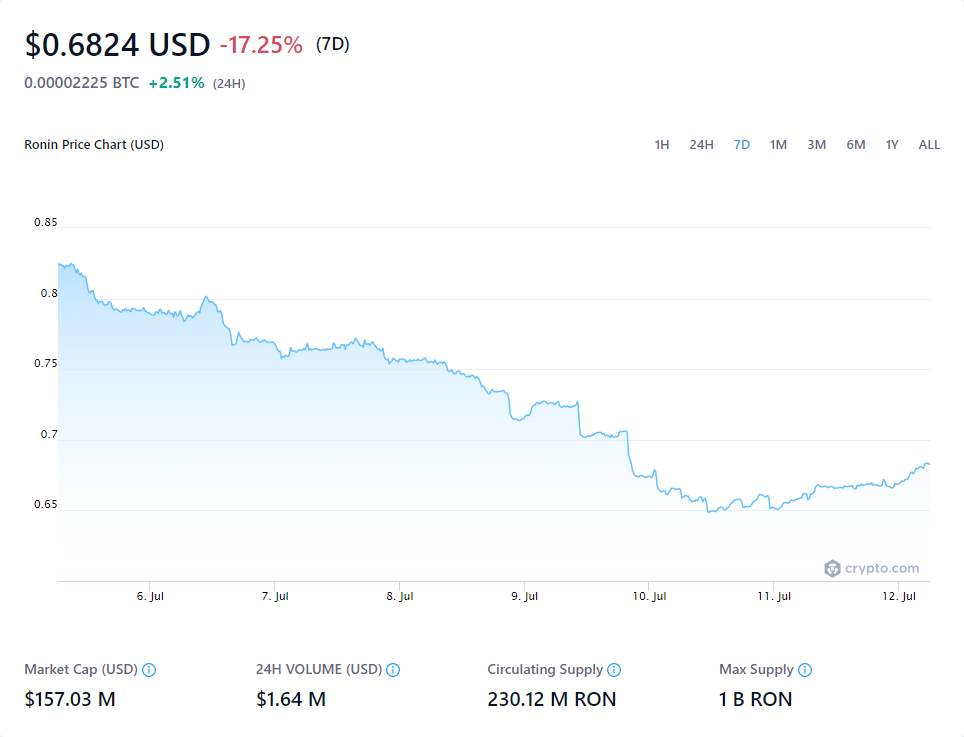 $0.6824 USD -17.25% (7D)
0.00002225 BTC +2.51% (24H)
Ronin Price Chart (USD) 1H 24H 7D 1M 3M 6M 1Y ALL
0.85
0.8
0.75
0.7
0.65
crypto.com
6. Jul 7. Jul 8. Jul 9. Jul 10. Jul 11. Jul 12. Jul
Market Cap (USD) 24H VOLUME (USD) Circulating Supply Max Supply
$157.03 M $1.64 M 230.12 M RON 1 B RON